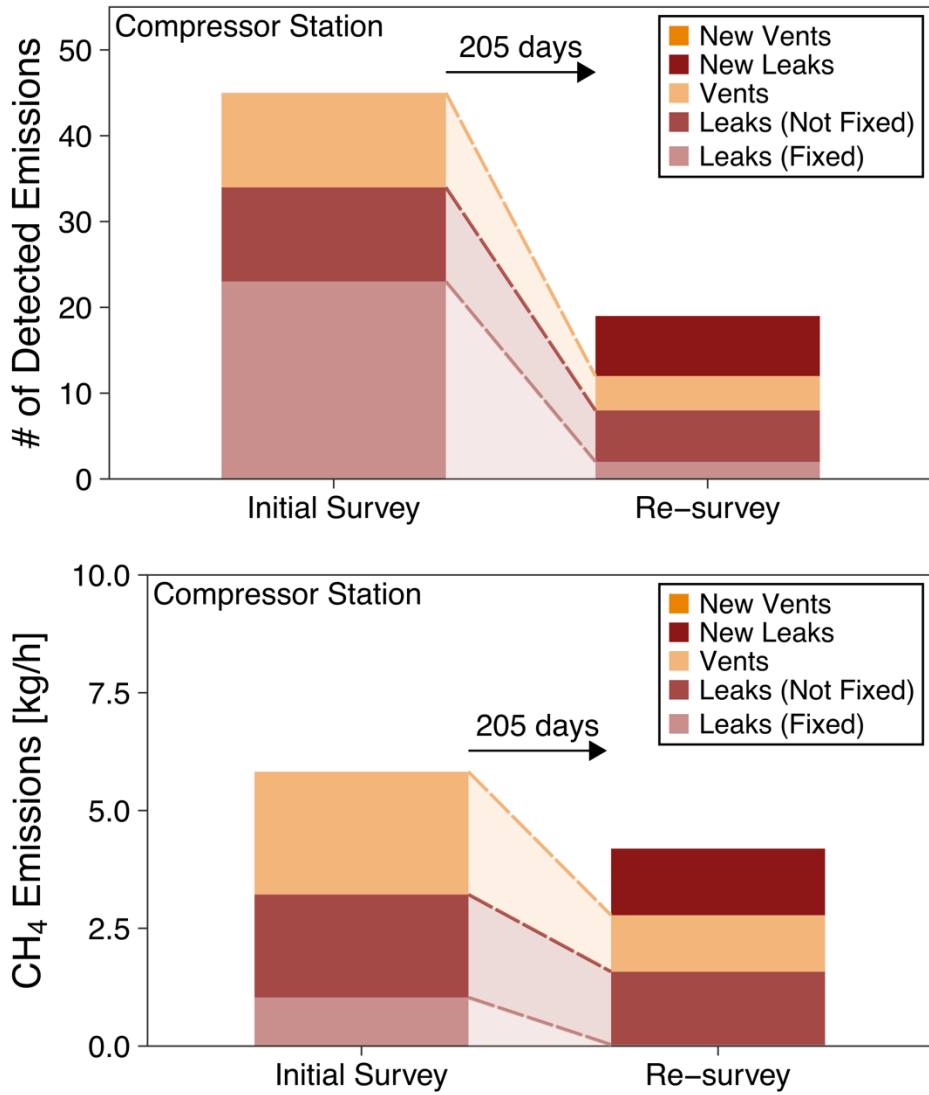 Compressor Station
205 days
New Vents
New Leaks
Vents
Leaks (Not Fixed)
Leaks (Fixed)
# of Detected Emissions
50
40
30
20
10
0
Initial Survey
Re−survey
Compressor Station
205 days
New Vents
New Leaks
Vents
Leaks (Not Fixed)
Leaks (Fixed)
CH₄ Emissions [kg/h]
10.0
7.5
5.0
2.5
0.0
Initial Survey
Re−survey